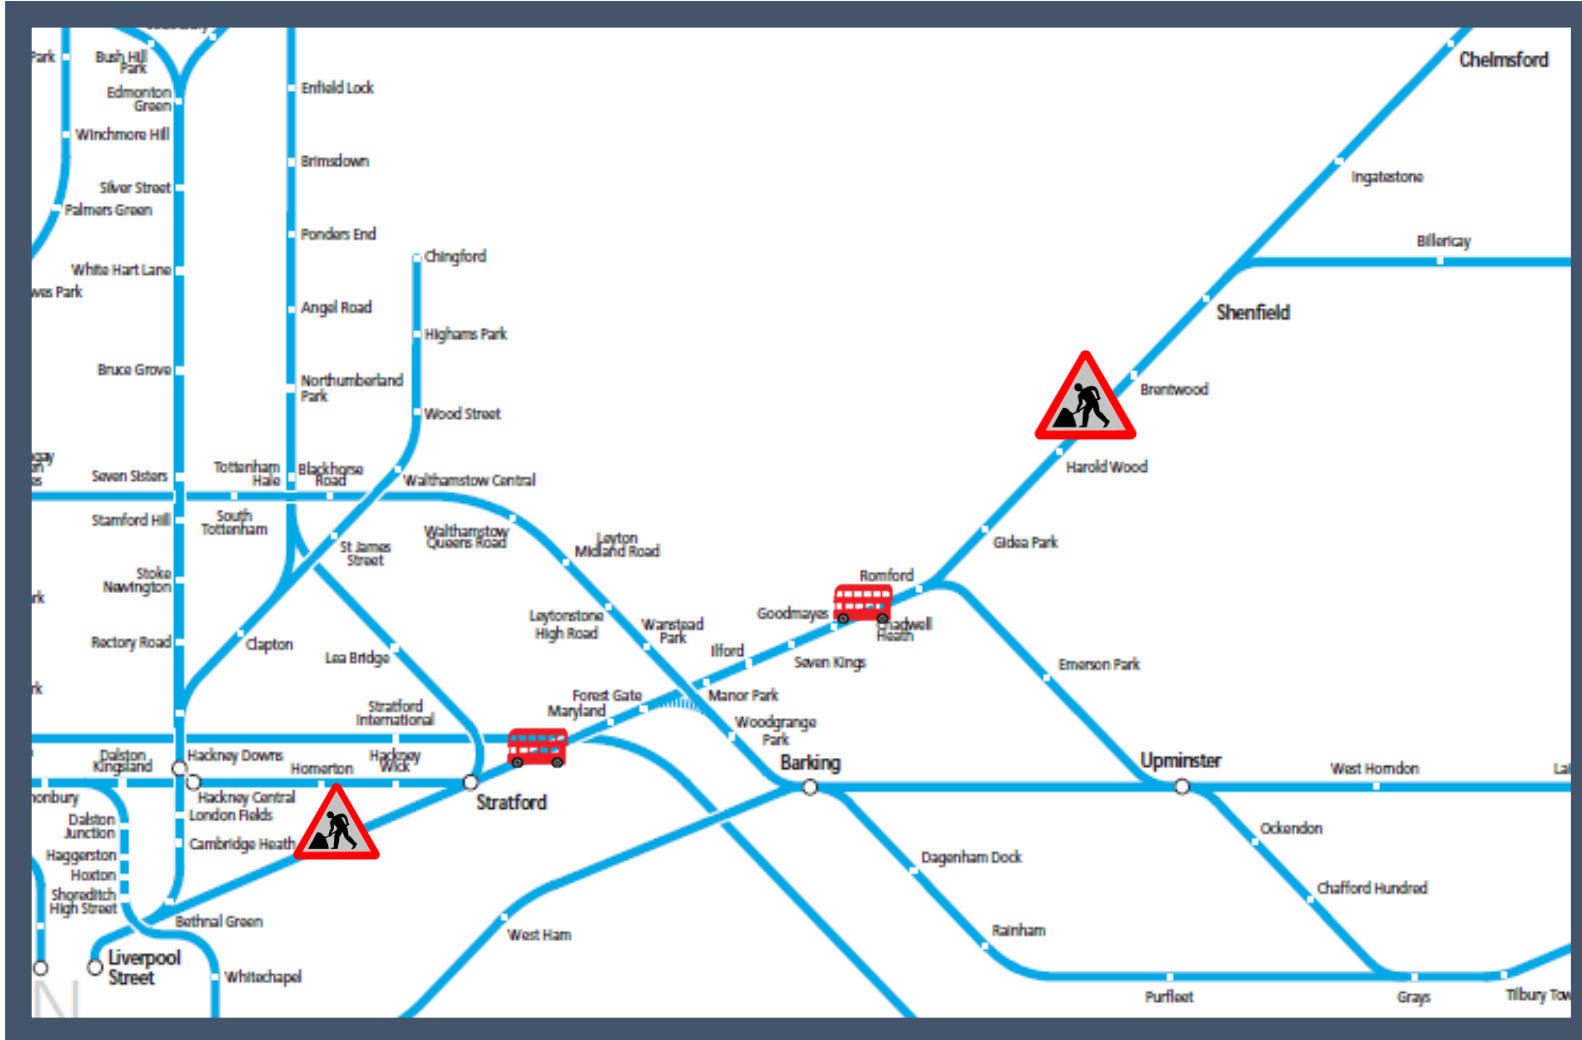 Park
Bush Hill
Park
Edmonton
Green
Winchmore Hill
Silver Street
Palmers Green
White Hart Lane
wes Park
Bruce Grove
Enfield Lock
Brimsdown
Ponders End
Angel Road
Northumberland
Park
Chingford
Highams Park
Wood Street
Chelmsford
Ingatestone
Billericay
Shenfield
Brentwood
Harold Wood
Gidea Park
Romford
Seven Sisters
Tottenham
Hale
Blackhorse
Road
Walthamstow Central
Stamford Hill
South
Tottenham
St James
Street
Walthamstow
Queens Road
Leyton
Midland Road
Stoke
Newington
Rectory Road
Clapton
Lea Bridge
Leytonstone
High Road
Wanstead
Park
Goodmayes
Chadwell
Heath
Ilford
Seven Kings
Emerson Park
Stratford
International
Forest Gate
Maryland
Manor Park
Woodgrange
Park
Barking
Upminster
West Horndon
Dalston
Kingsland
Hackney Downs
Homerton
Hackney
Wick
Hackney Central
Stratford
London Fields
Cambridge Heath
Dalston
Junction
Haggerston
Hoxton
Shoreditch
High Street
Bethnal Green
Liverpool
Street
Whitechapel
West Ham
Dagenham Dock
Rainham
Purfleet
Ockendon
Chafford Hundred
Grays
Tilbury Tow
N